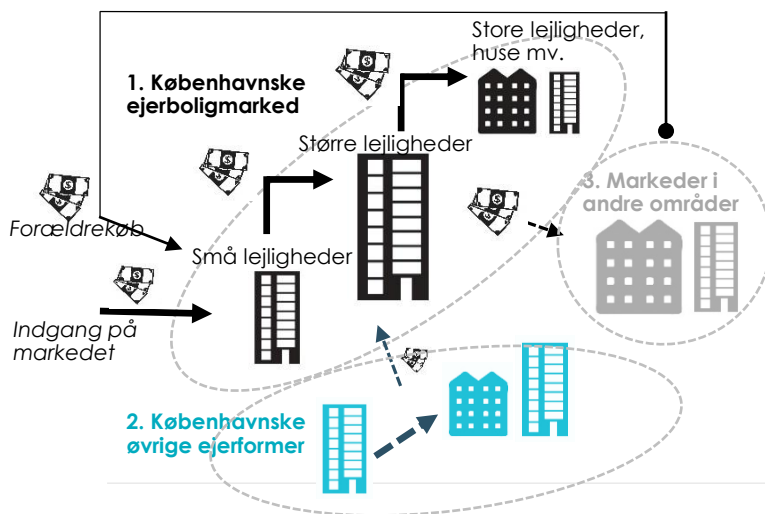 Store lejligheder,
huse mv.
1. Københavnske
ejerboligmarked
Større lejligheder
3. Markeder i
andre områder
Forældrekøb
Små lejligheder
Indgang på
markedet
2. Københavnske
øvrige ejerformer